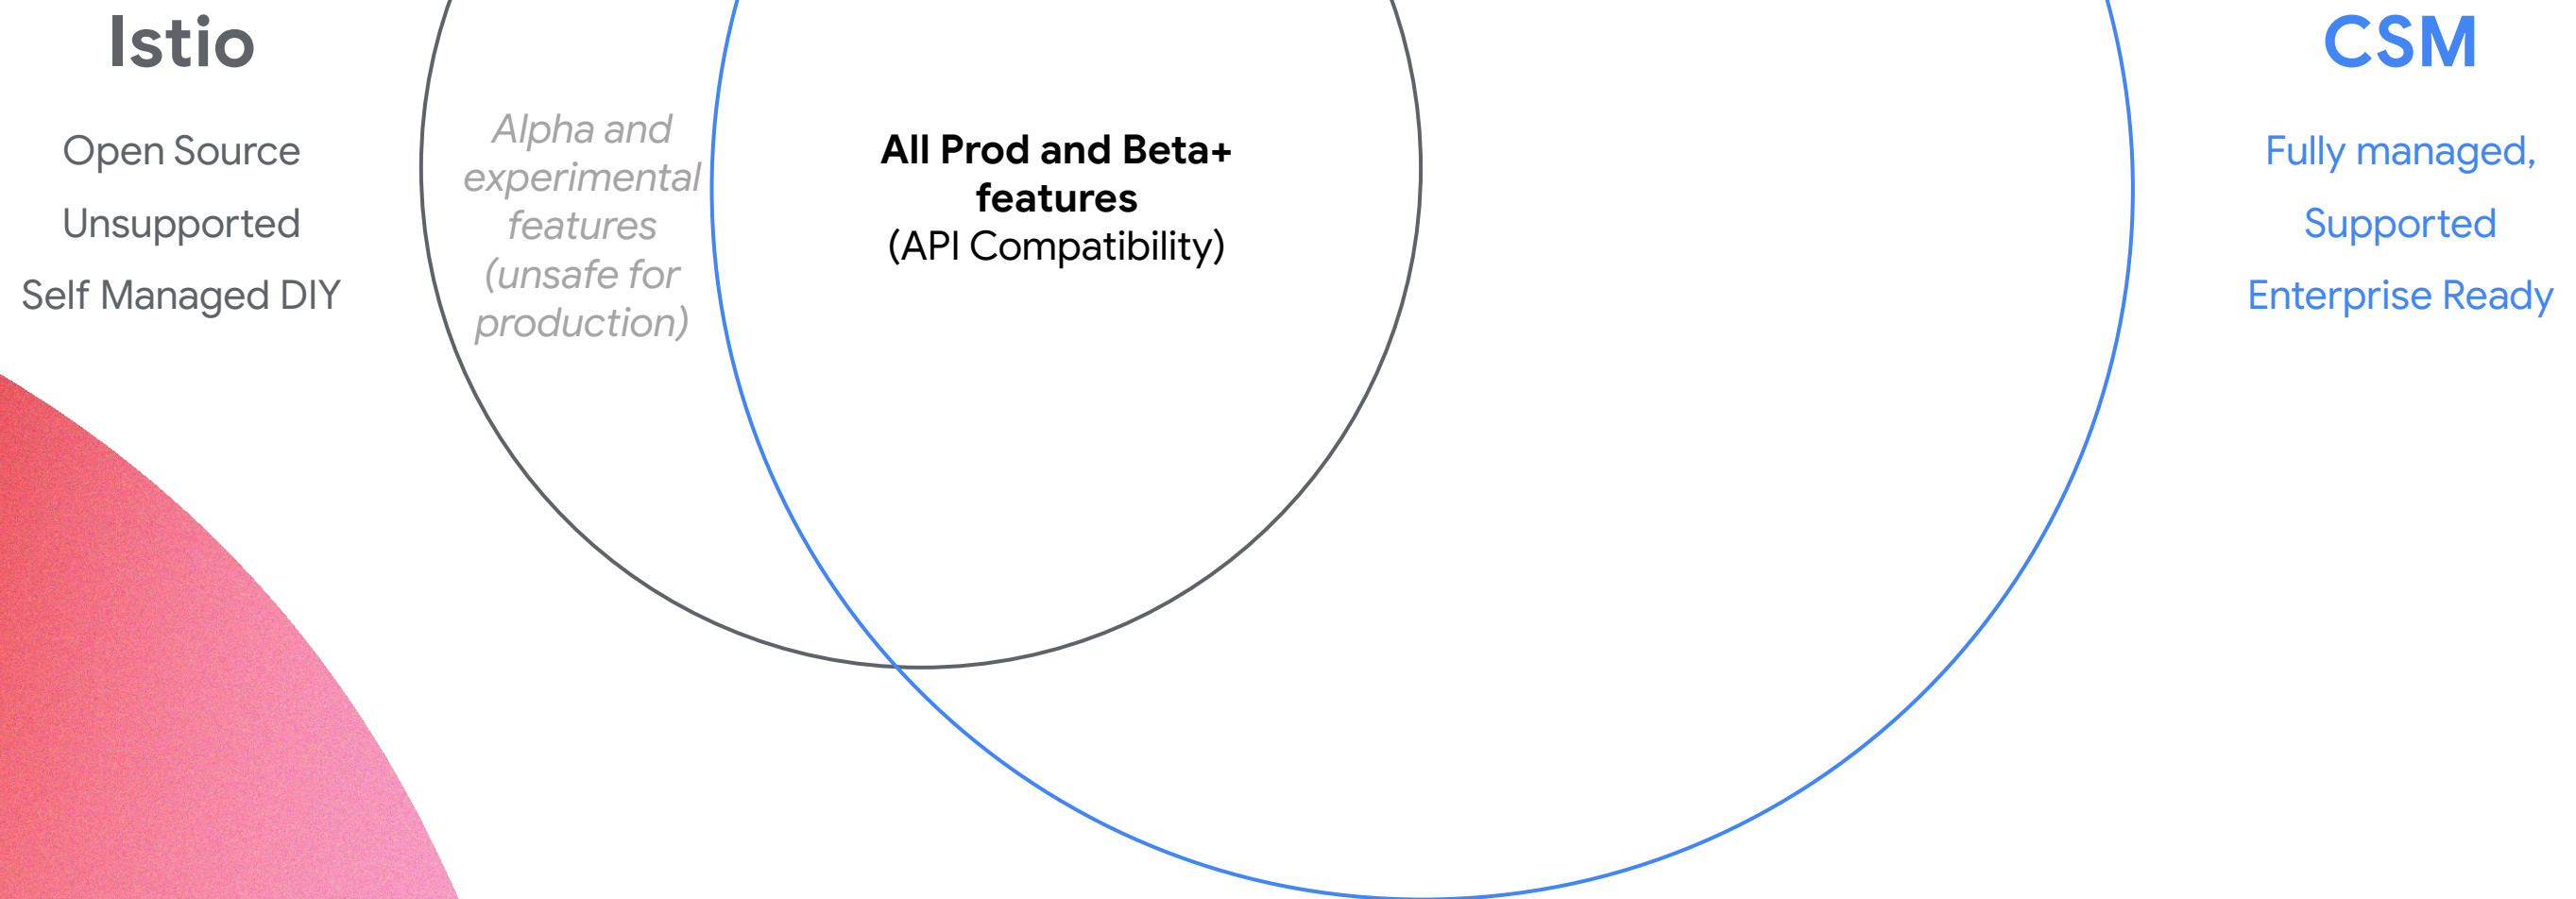 Istio
Open Source
Unsupported
Self Managed DIY
Alpha and
experimental
features
(unsafe for
production)
All Prod and Beta+
features
(API Compatibility)
CSM
Fully managed,
Supported
Enterprise Ready